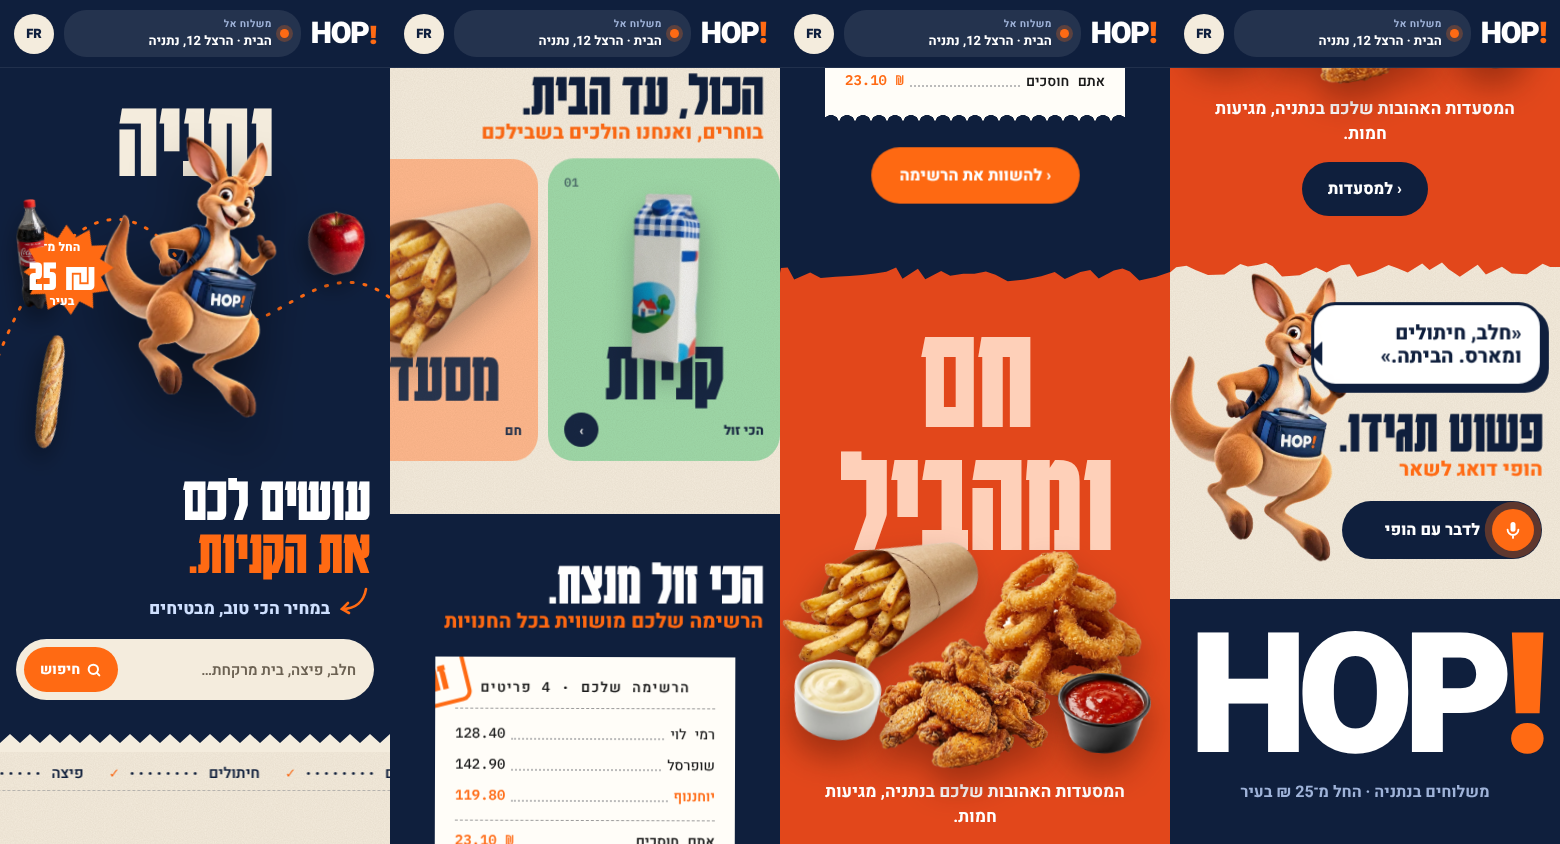 HOP!
משלוח אל
הבית · הרצל 12, נתניה
FR
נתניה
החל מ־
25 ₪
בעיר
HOP!
עושים לכם
את הקניות.
במחיר הכי טוב, מבטיחים
חלב, פיצה, בית מרקחת...
חיפוש
חיתולים
פיצה
HOP!
משלוח אל
הבית · הרצל 12, נתניה
FR
הכול, עד הבית.
בוחרים, ואנחנו הולכים בשבילכם
01
קניות
הכי זול
מסעד
חם
הכי זול מנצח.
הרשימה שלכם מושווית בכל החנויות
הרשימה שלכם · 4 פריטים
רמי לוי 128.40
שופרסל 142.90
יוחננוף 119.80
אתם חוסכים 23.10 ₪
HOP!
משלוח אל
הבית · הרצל 12, נתניה
FR
אתם חוסכים 23.10 ₪
להשוות את הרשימה ›
חם
ומהביל
המסעדות האהובות שלכם בנתניה, מגיעות
חמות.
HOP!
משלוח אל
הבית · הרצל 12, נתניה
FR
המסעדות האהובות שלכם בנתניה, מגיעות
חמות.
למסעדות ›
«חלב, חיתולים
ומארס. הביתה.»
HOP!
פשוט תגידו.
הופי דואג לשאר
לדבר עם הופי
HOP!
משלוחים בנתניה · החל מ־25 ₪ בעיר